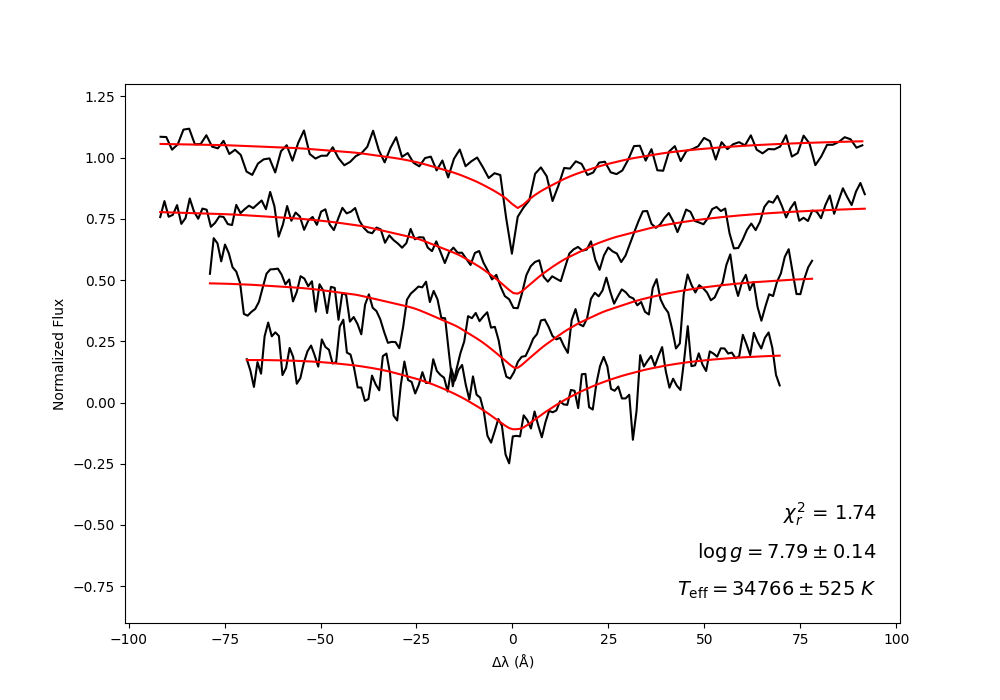 1.25
1.00
0.75
0.50
0.25
0.00
−0.25
−0.50
−0.75
Normalized Flux
χ²ᵣ = 1.74
log g = 7.79 ± 0.14
T_eff = 34766 ± 525 K
−100 −75 −50 −25 0 25 50 75 100
Δλ (Å)